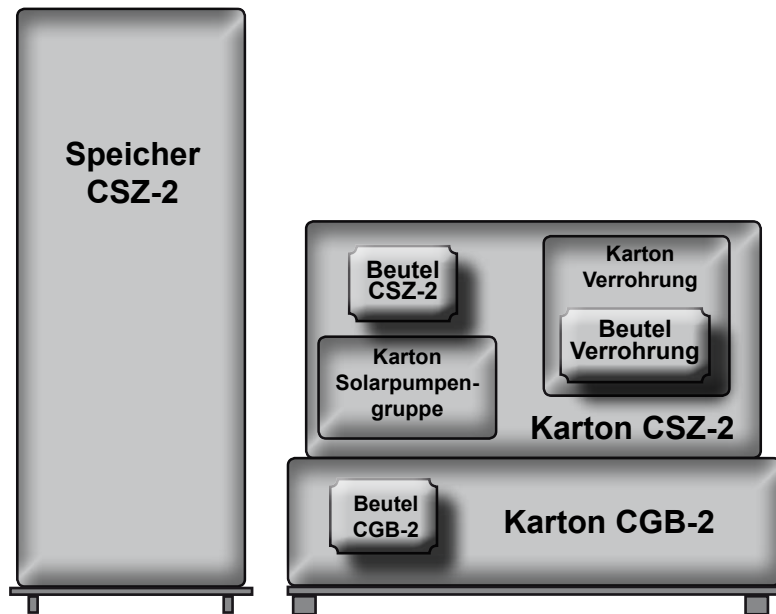 Speicher
CSZ-2
Beutel
CSZ-2
Karton
Verrohrung
Beutel
Verrohrung
Karton
Solarpumpen-
gruppe
Karton CSZ-2
Beutel
CGB-2
Karton CGB-2